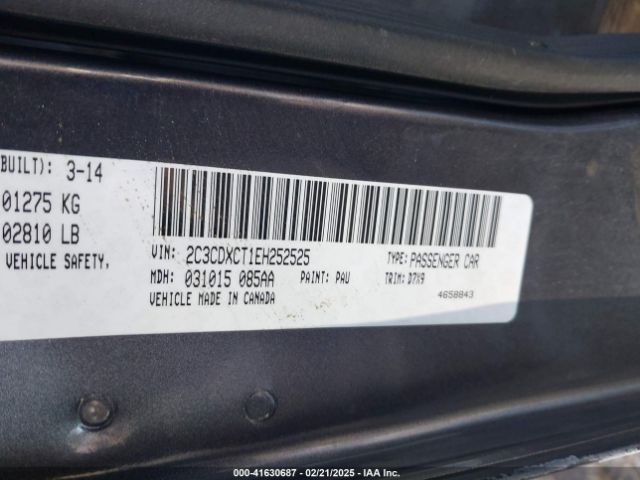 BUILT): 3-14
01275 KG
02810 LB
VEHICLE SAFETY,
VIN: 2C3CDXCT1EH252525
TYPE: PASSENGER CAR
MDH: 031015 085AA PAINT: PAU
TRIM: D7X9
VEHICLE MADE IN CANADA
4658843
000-41630687 - 02/21/2025 - IAA Inc.